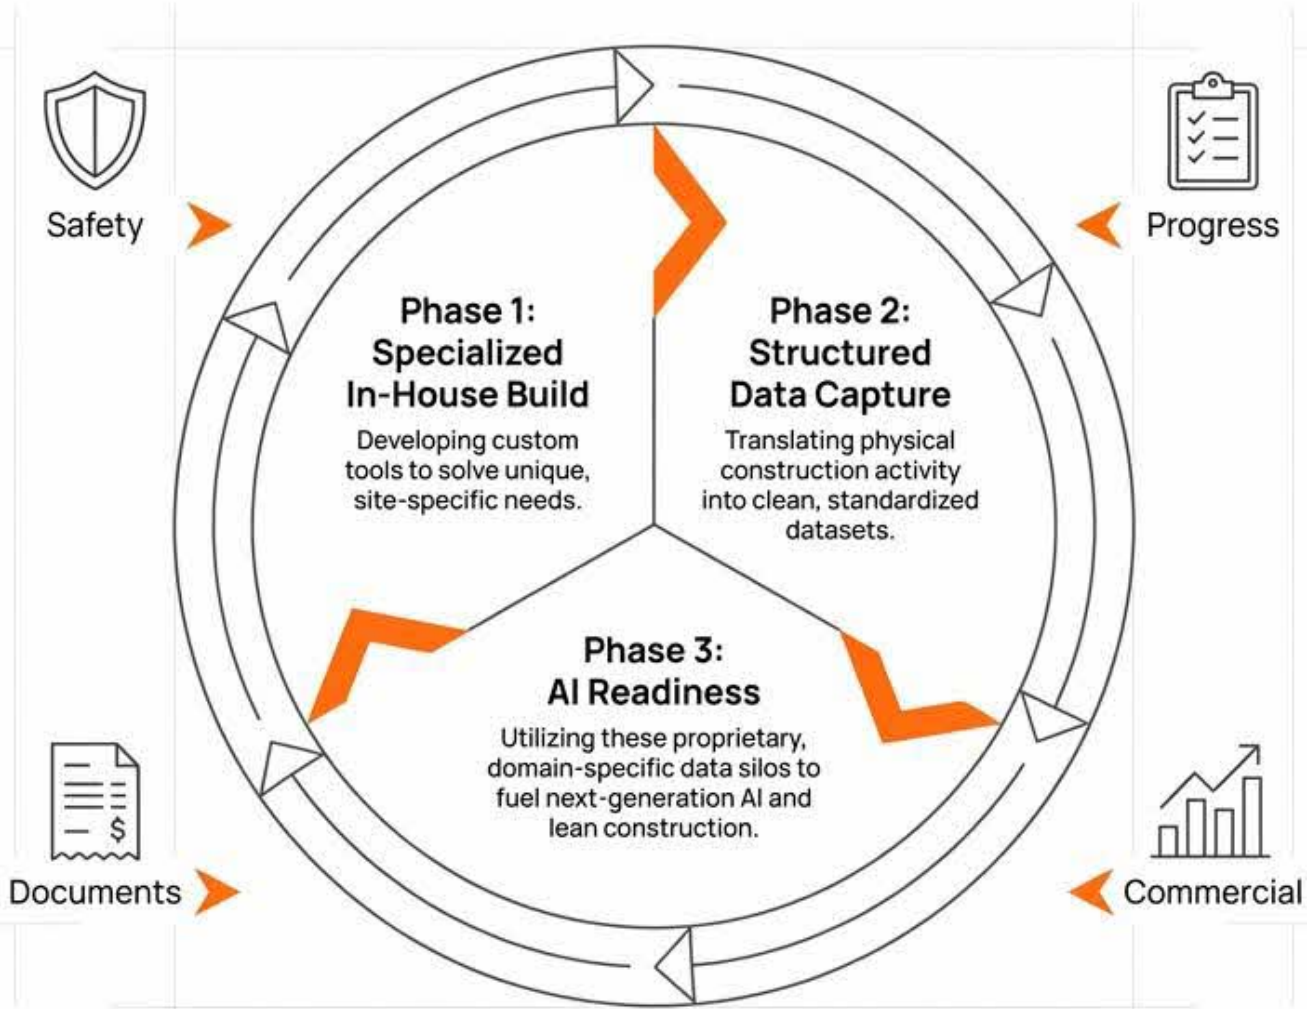 Safety
Progress
Phase 1:
Specialized
In-House Build
Developing custom
tools to solve unique,
site-specific needs.
Phase 2:
Structured
Data Capture
Translating physical
construction activity
into clean, standardized
datasets.
Phase 3:
AI Readiness
Utilizing these proprietary,
domain-specific data silos to
fuel next-generation AI and
lean construction.
$
Documents
Commercial